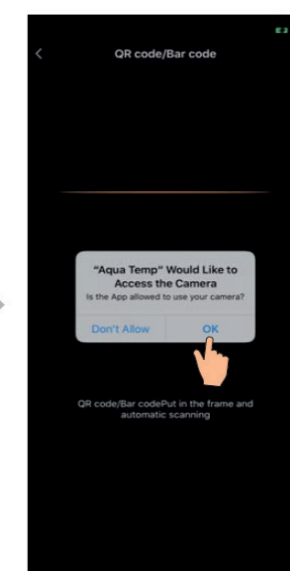 QR code/Bar code
"Aqua Temp" Would Like to
Access the Camera
Is the App allowed to use your camera?
Don't Allow
OK
QR code/Bar codePut in the frame and
automatic scanning